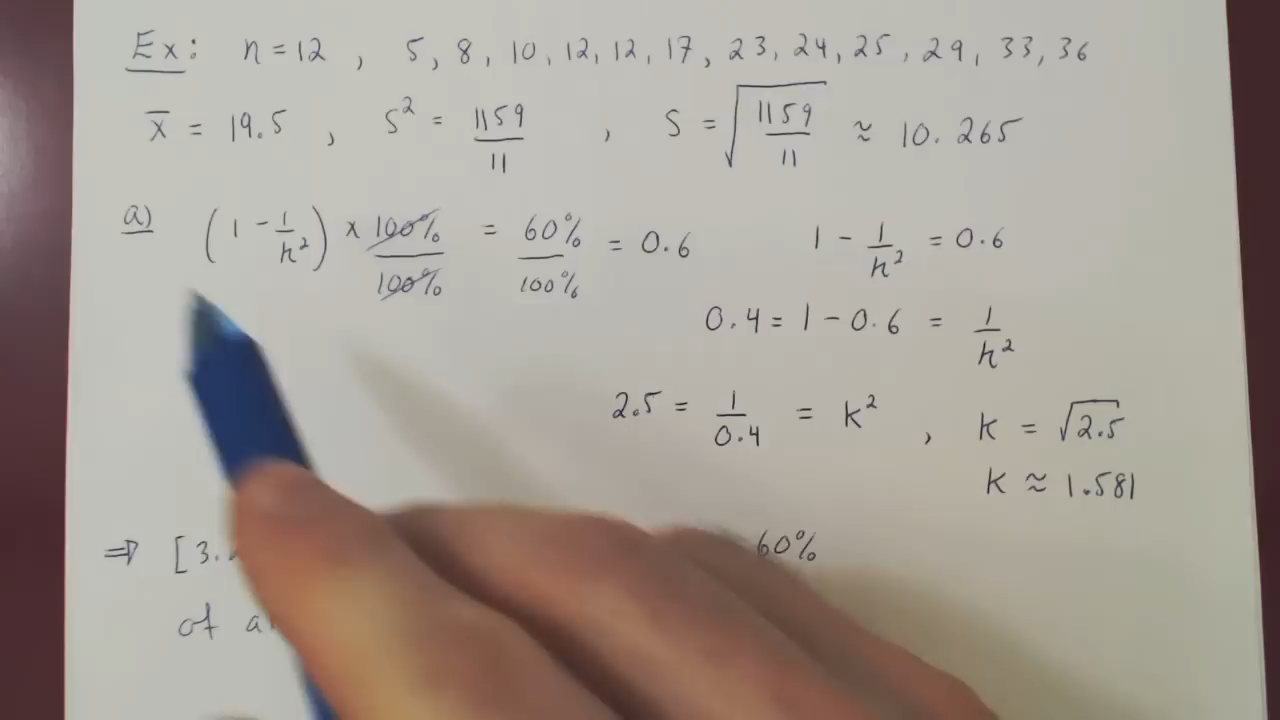 Ex: n = 12 , 5, 8, 10, 12, 12, 17, 23, 24, 25, 29, 33, 36
x̄ = 19.5 , S² = 1159/11 , S = √(1159/11) ≈ 10.265
a) (1 - 1/k²) × 100%/100% = 60%/100% = 0.6
1 - 1/k² = 0.6
0.4 = 1 - 0.6 = 1/k²
2.5 = 1/0.4 = k² , k = √2.5
k ≈ 1.581
⇒ [3. 60%
of